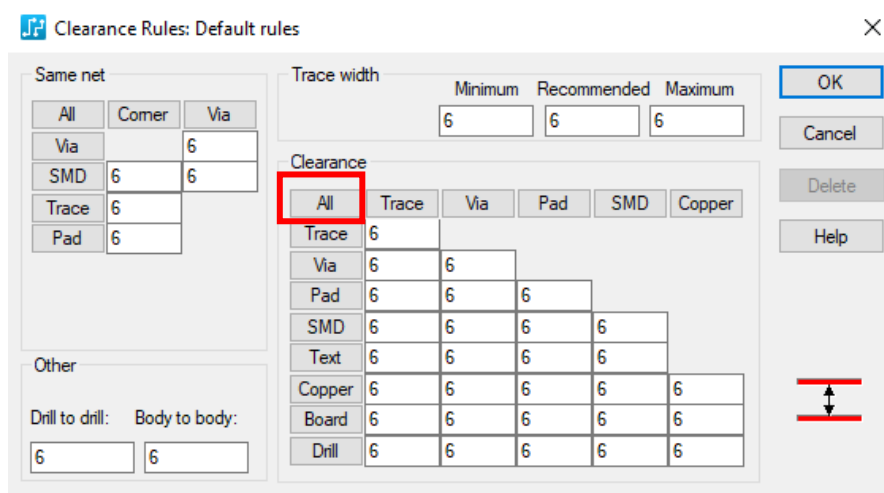 Clearance Rules: Default rules
Same net
All Corner Via
Via 6
SMD 6 6
Trace 6
Pad 6
Other
Drill to drill: Body to body:
6 6
Trace width
Minimum Recommended Maximum
6 6 6
Clearance
All Trace Via Pad SMD Copper
Trace 6
Via 6 6
Pad 6 6 6
SMD 6 6 6 6
Text 6 6 6 6
Copper 6 6 6 6 6
Board 6 6 6 6 6
Drill 6 6 6 6 6
OK
Cancel
Delete
Help